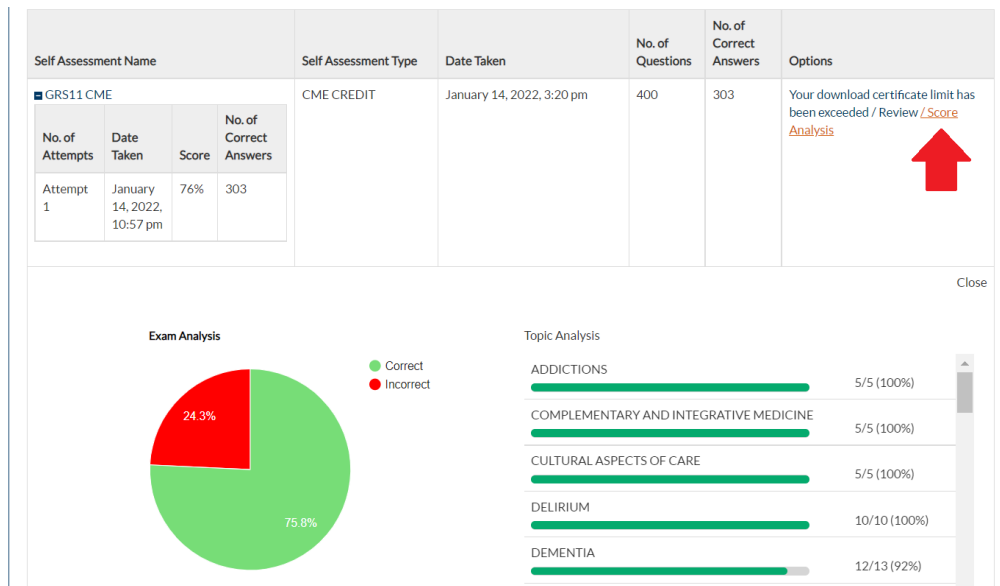 Self Assessment Name
Self Assessment Type
Date Taken
No. of
Questions
No. of
Correct
Answers
Options
GRS11 CME
No. of
Attempts
Date
Taken
Score
No. of
Correct
Answers
Attempt
1
January
14, 2022,
10:57 pm
76%
303
CME CREDIT
January 14, 2022, 3:20 pm
400
303
Your download certificate limit has
been exceeded / Review / Score
Analysis
Close
Exam Analysis
Correct
Incorrect
24.3%
75.8%
Topic Analysis
ADDICTIONS
5/5 (100%)
COMPLEMENTARY AND INTEGRATIVE MEDICINE
5/5 (100%)
CULTURAL ASPECTS OF CARE
5/5 (100%)
DELIRIUM
10/10 (100%)
DEMENTIA
12/13 (92%)